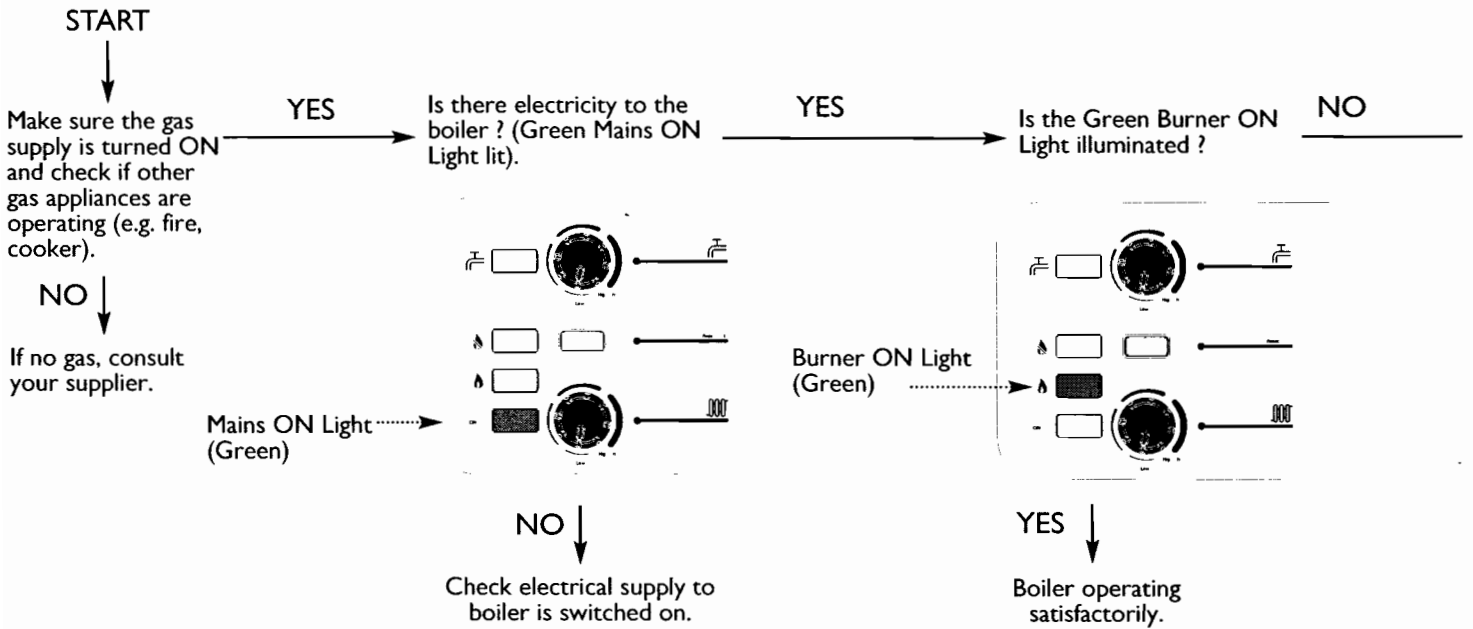 START
Make sure the gas
supply is turned ON
and check if other
gas appliances are
operating (e.g. fire,
cooker).
YES
Is there electricity to the
boiler ? (Green Mains ON
Light lit).
YES
Is the Green Burner ON
Light illuminated ?
NO
NO
If no gas, consult
your supplier.
Mains ON Light
(Green)
Burner ON Light
(Green)
NO
Check electrical supply to
boiler is switched on.
YES
Boiler operating
satisfactorily.